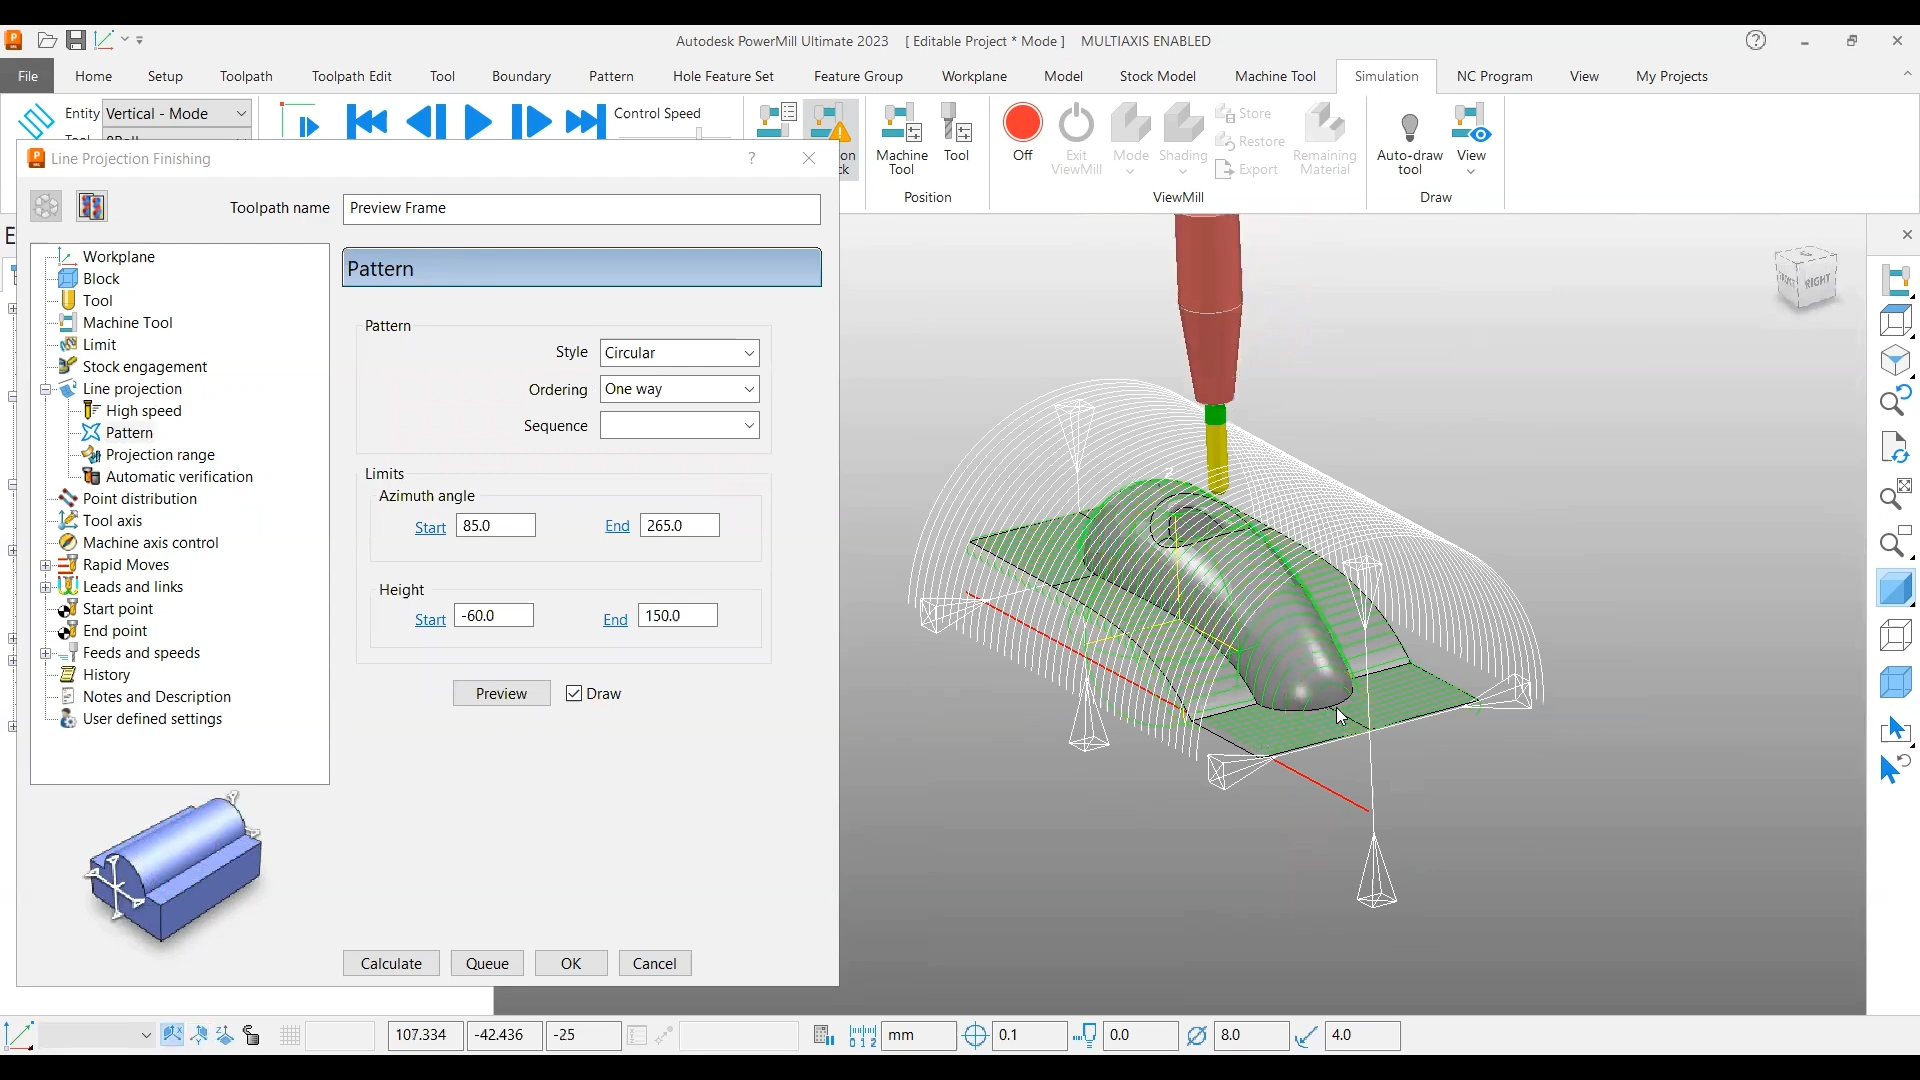 Autodesk PowerMill Ultimate 2023 [ Editable Project * Mode ] MULTIAXIS ENABLED
File Home Setup Toolpath Toolpath Edit Tool Boundary Pattern Hole Feature Set Feature Group Workplane Model Stock Model Machine Tool Simulation NC Program View My Projects
Entity Vertical - Mode
Control Speed
Machine Tool
Tool
Position
Off
Exit ViewMill
Mode
Shading
Store
Restore
Export
Remaining Material
ViewMill
Auto-draw tool
View
Draw
Line Projection Finishing ?
Toolpath name Preview Frame
Workplane
Block
Tool
Machine Tool
Limit
Stock engagement
Line projection
High speed
Pattern
Projection range
Automatic verification
Point distribution
Tool axis
Machine axis control
Rapid Moves
Leads and links
Start point
End point
Feeds and speeds
History
Notes and Description
User defined settings
Pattern
Pattern
Style Circular
Ordering One way
Sequence
Limits
Azimuth angle
Start 85.0 End 265.0
Height
Start -60.0 End 150.0
Preview Draw
Calculate Queue OK Cancel
RIGHT
107.334 -42.436 -25 mm 0.1 0.0 8.0 4.0